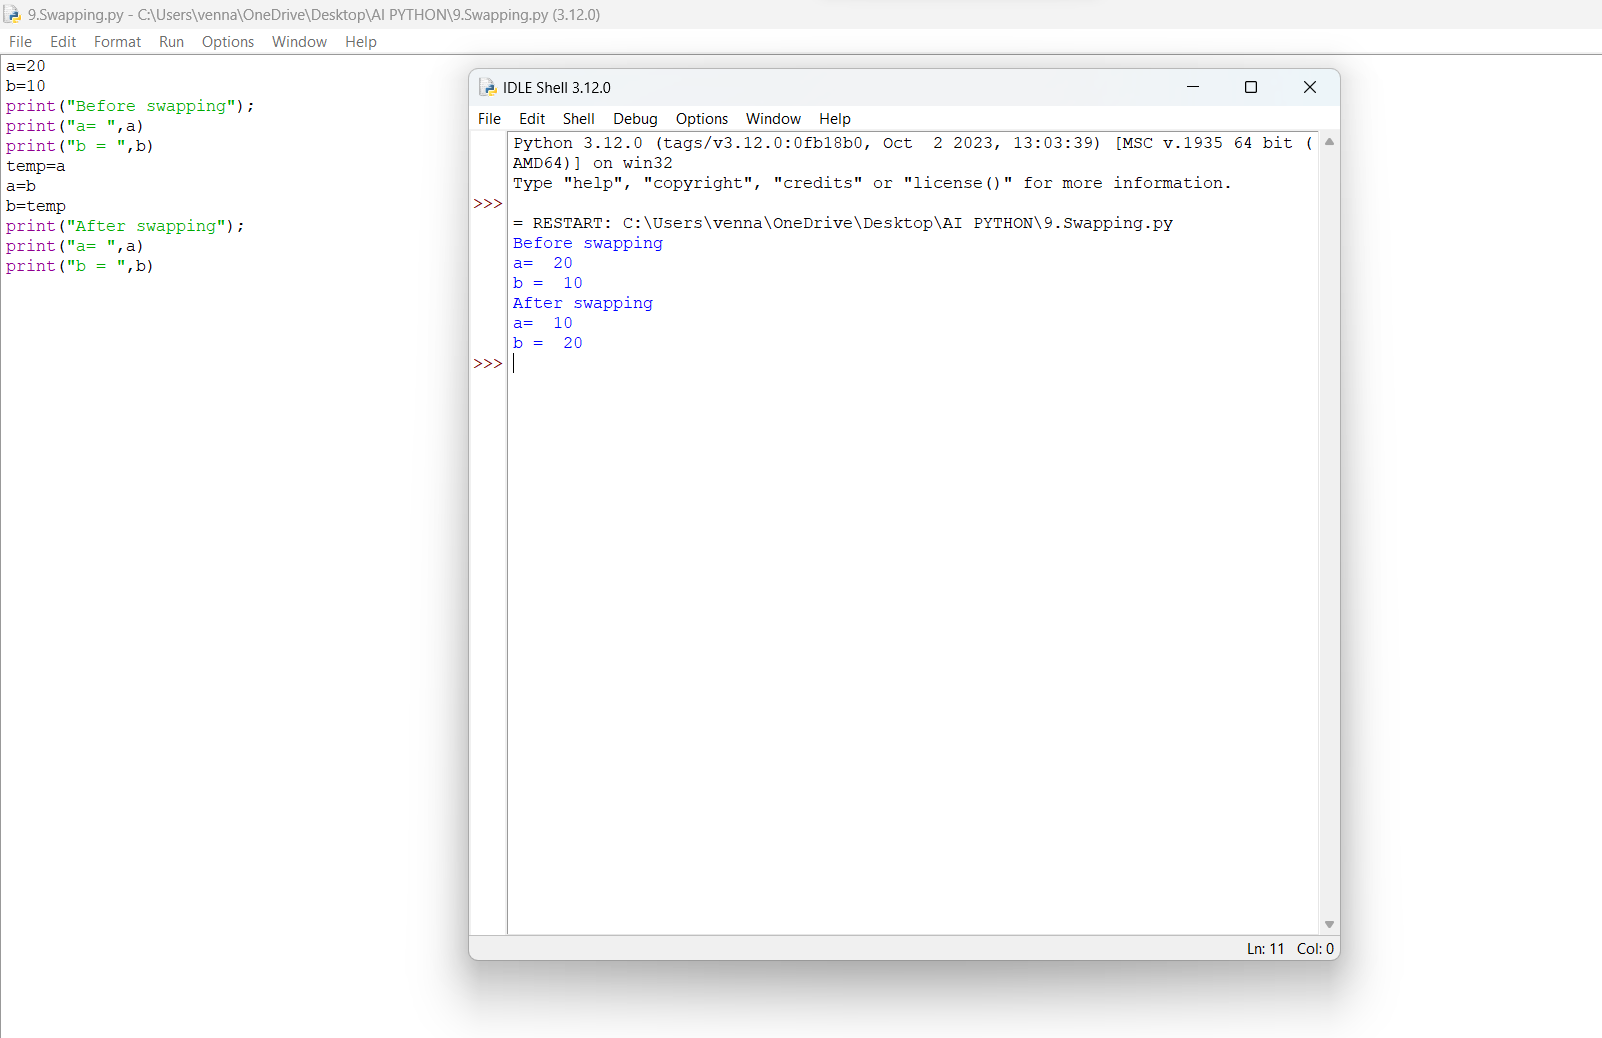 9.Swapping.py - C:\Users\venna\OneDrive\Desktop\AI PYTHON\9.Swapping.py (3.12.0)
File Edit Format Run Options Window Help
a=20
b=10
print("Before swapping");
print("a= ",a)
print("b = ",b)
temp=a
a=b
b=temp
print("After swapping");
print("a= ",a)
print("b = ",b)
IDLE Shell 3.12.0
File Edit Shell Debug Options Window Help
Python 3.12.0 (tags/v3.12.0:0fb18b0, Oct  2 2023, 13:03:39) [MSC v.1935 64 bit (
AMD64)] on win32
Type "help", "copyright", "credits" or "license()" for more information.
>>>
= RESTART: C:\Users\venna\OneDrive\Desktop\AI PYTHON\9.Swapping.py
Before swapping
a=  20
b =  10
After swapping
a=  10
b =  20
>>>
Ln: 11 Col: 0